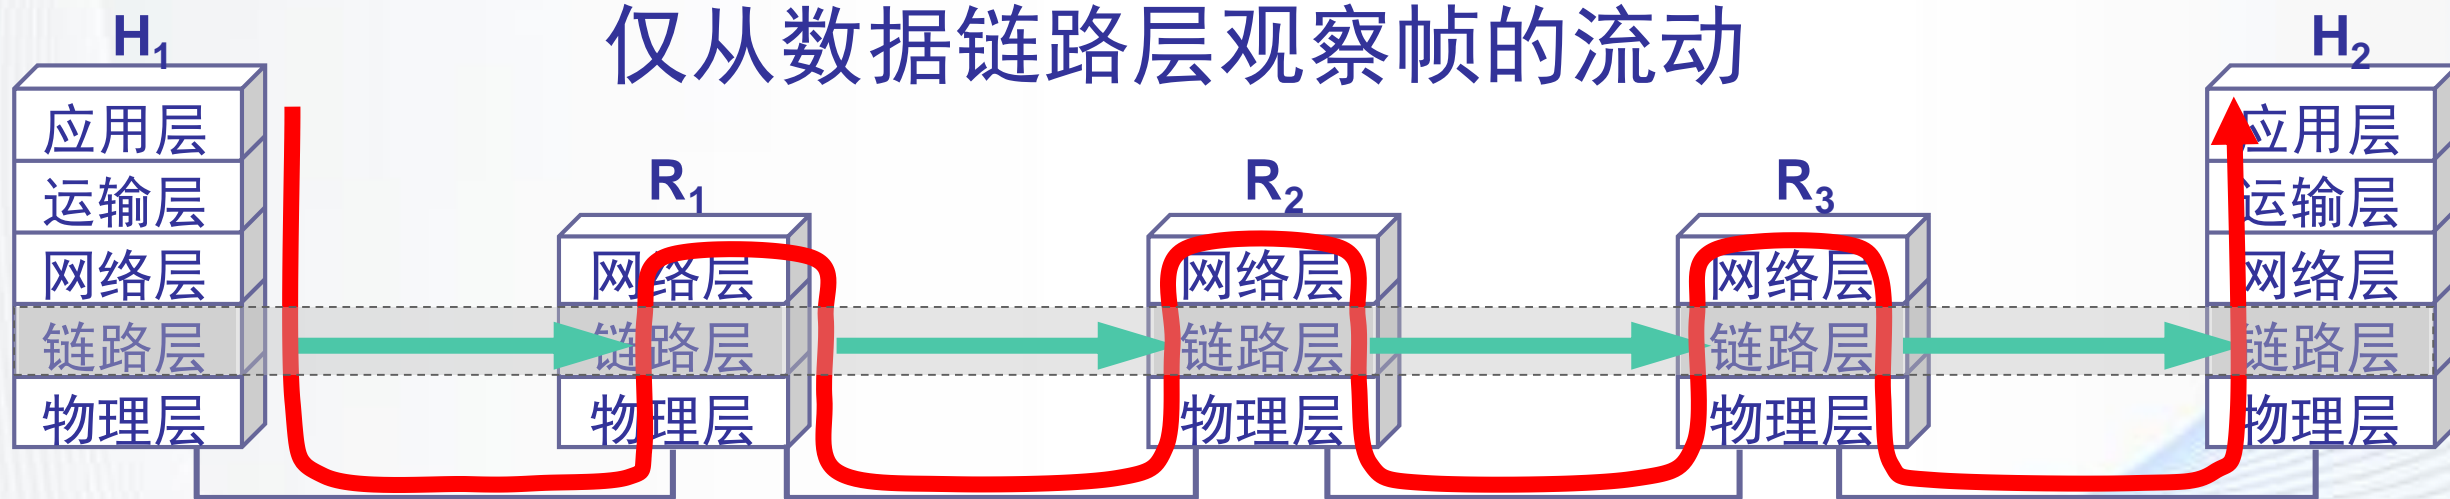 仅从数据链路层观察帧的流动
H1
应用层
运输层
网络层
链路层
物理层
R1
网络层
链路层
物理层
R2
网络层
链路层
物理层
R3
网络层
链路层
物理层
H2
应用层
运输层
网络层
链路层
物理层